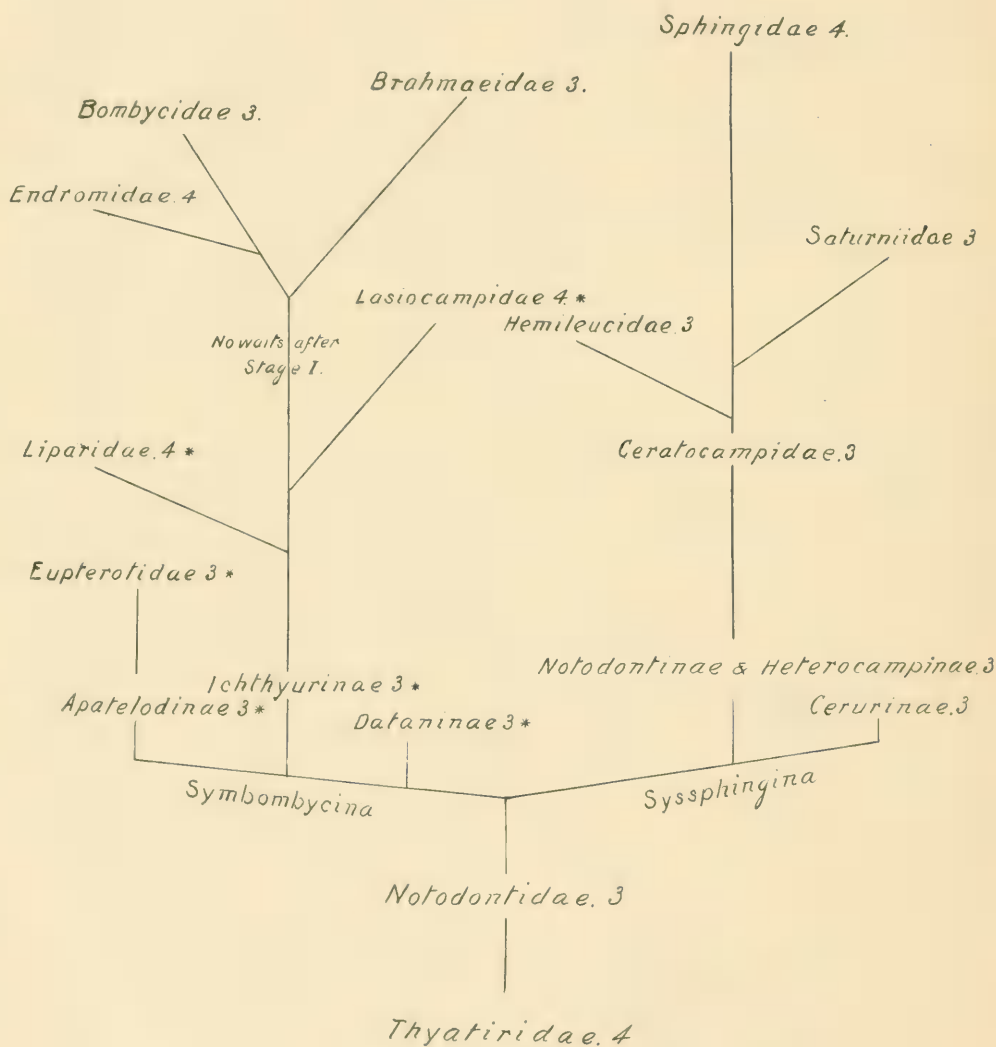 Sphingidae 4.
Brahmaeidae 3.
Bombycidae 3.
Endromidae. 4
Saturniidae 3
Lasiocampidae 4. *
Hemileucidae. 3
No warts after
Stage I.
Liparidae. 4 *
Ceratocampidae. 3
Eupterotidae 3 *
Notodontinae & Heterocampinae. 3
Ichthyurinae 3 *
Apatelodinae 3 *
Cerurinae. 3
Dataninae 3 *
Symbombycina
Syssphingina
Notodontidae. 3
Thyatiridae. 4